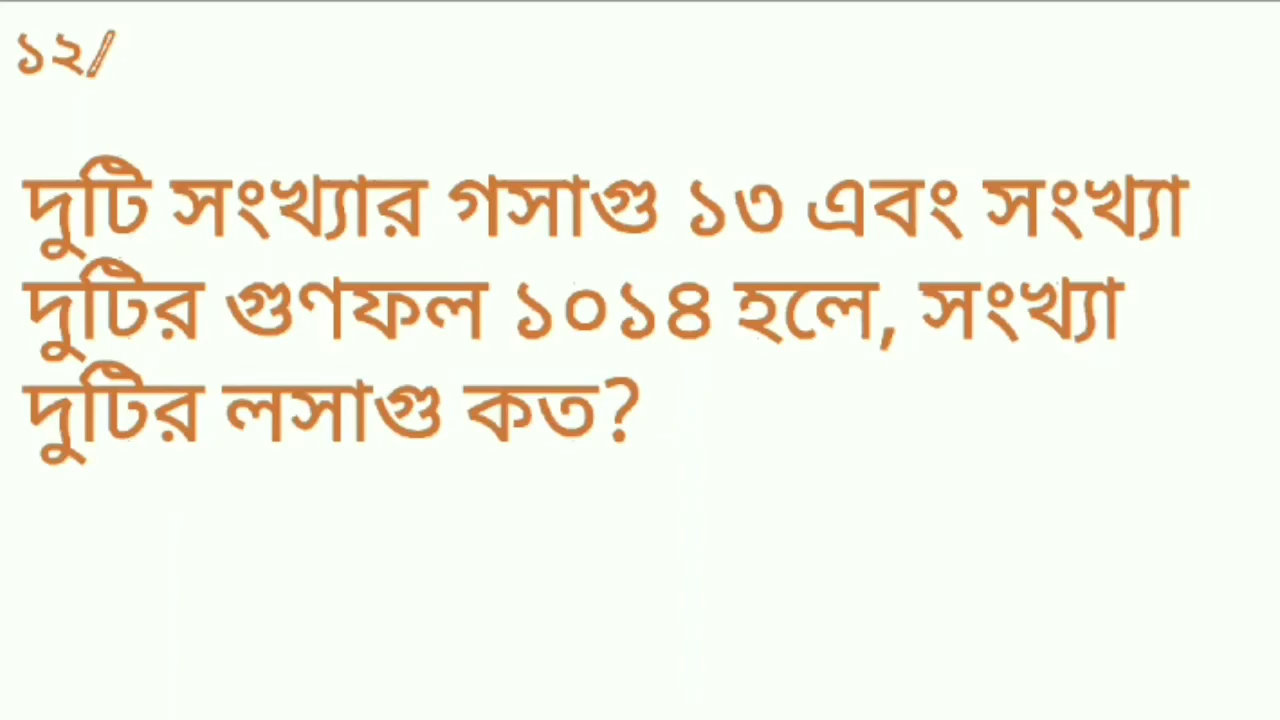 ১২/
দুটি সংখ্যার গসাগু ১৩ এবং সংখ্যা
দুটির গুণফল ১০১৪ হলে, সংখ্যা
দুটির লসাগু কত?